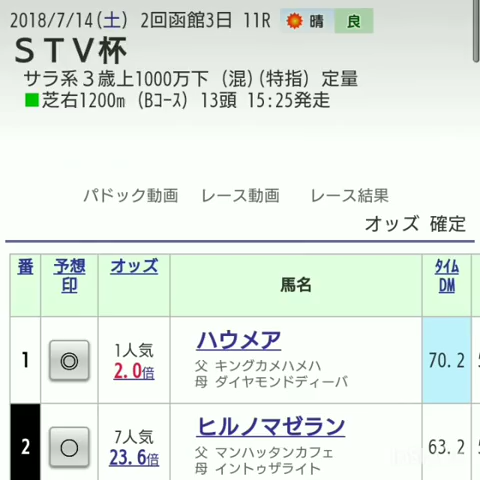 2018/7/14(土) 2回函館3日 11R 晴 良
STV杯
サラ系3歳上1000万下 (混)(特指) 定量
■芝右1200m (Bコース) 13頭 15:25発走
パドック動画 レース動画 レース結果
オッズ 確定
番 予想印 オッズ 馬名 タイムDM
1 ◎ 1人気 2.0倍 ハウメア 70.2
父 キングカメハメハ
母 ダイヤモンドディーバ
2 ○ 7人気 23.6倍 ヒルノマゼラン 63.2
父 マンハッタンカフェ
母 イントゥザライト